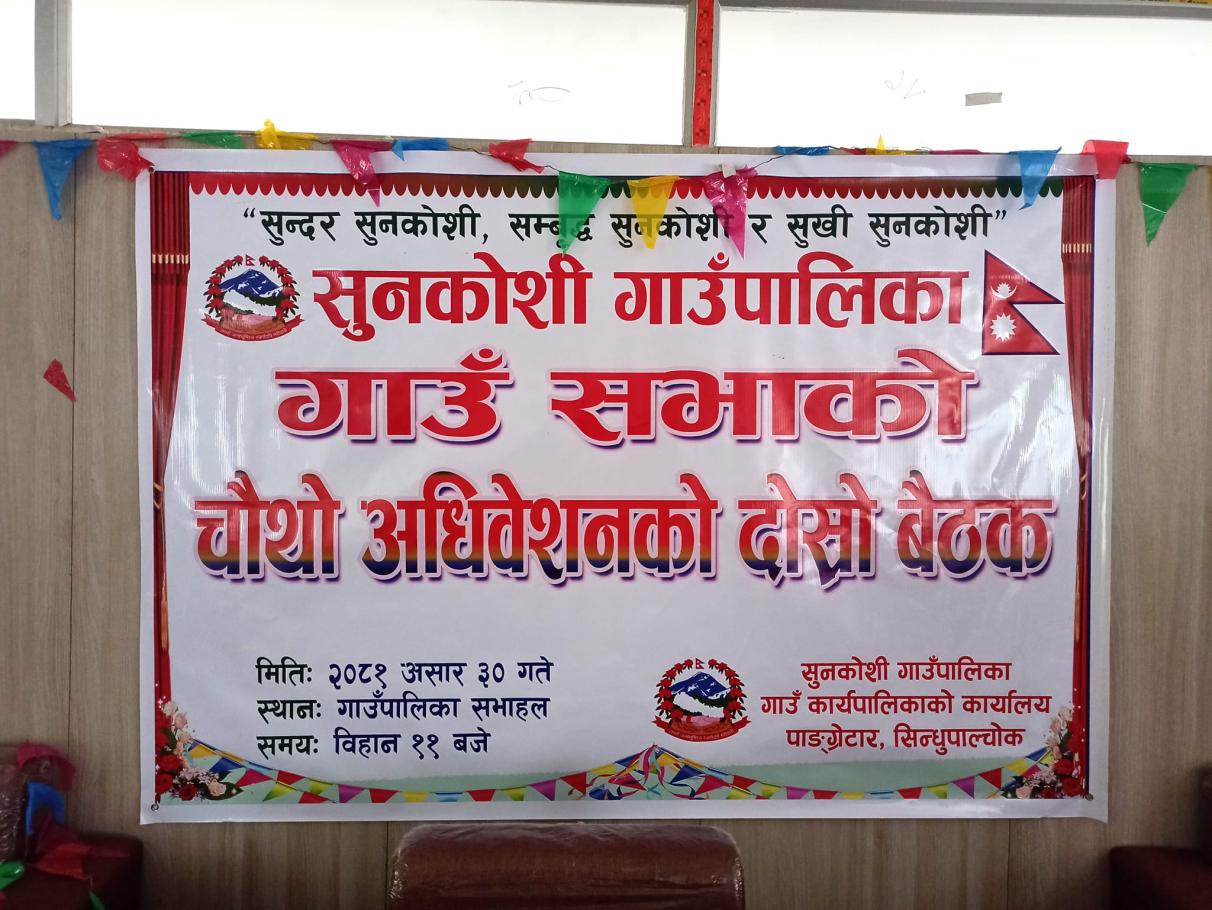 “सुन्दर सुनकोशी, सम्बृद्ध सुनकोशी र सुखी सुनकोशी”
सुनकोशी गाउँपालिका
गाउँ सभाको
चौथो अधिवेशनको दोस्रो बैठक
मितिः २०८१ असार ३० गते
स्थानः गाउँपालिका सभाहल
समयः विहान ११ बजे
सुनकोशी गाउँपालिका
गाउँ कार्यपालिकाको कार्यालय
पाङ्ग्रेटार, सिन्धुपाल्चोक